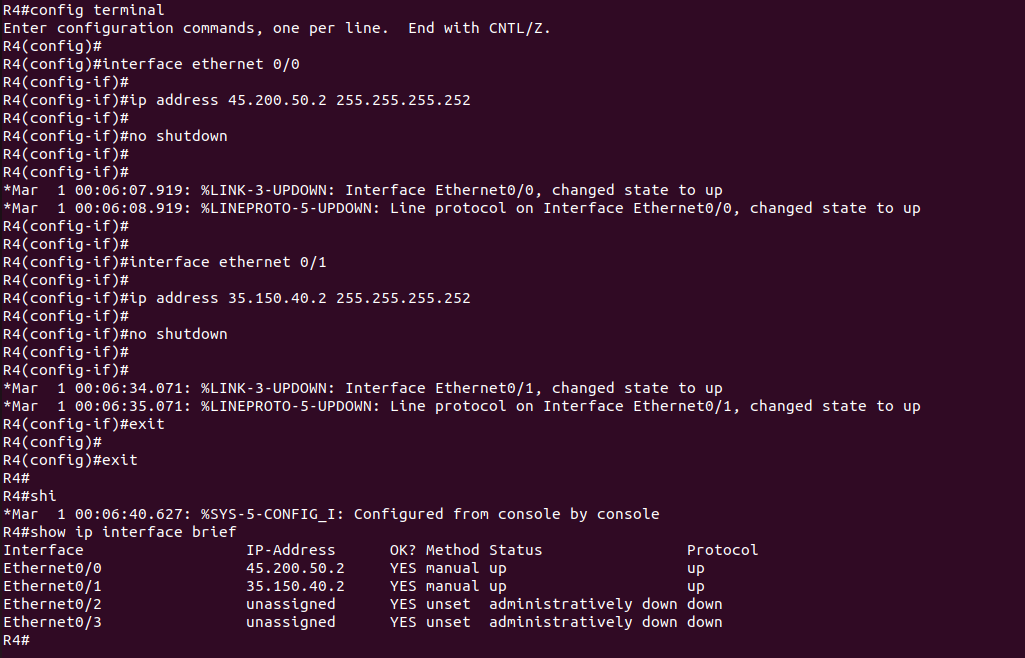 R4#config terminal
Enter configuration commands, one per line.  End with CNTL/Z.
R4(config)#
R4(config)#interface ethernet 0/0
R4(config-if)#
R4(config-if)#ip address 45.200.50.2 255.255.255.252
R4(config-if)#
R4(config-if)#no shutdown
R4(config-if)#
R4(config-if)#
*Mar  1 00:06:07.919: %LINK-3-UPDOWN: Interface Ethernet0/0, changed state to up
*Mar  1 00:06:08.919: %LINEPROTO-5-UPDOWN: Line protocol on Interface Ethernet0/0, changed state to up
R4(config-if)#
R4(config-if)#
R4(config-if)#interface ethernet 0/1
R4(config-if)#
R4(config-if)#ip address 35.150.40.2 255.255.255.252
R4(config-if)#
R4(config-if)#no shutdown
R4(config-if)#
R4(config-if)#
*Mar  1 00:06:34.071: %LINK-3-UPDOWN: Interface Ethernet0/1, changed state to up
*Mar  1 00:06:35.071: %LINEPROTO-5-UPDOWN: Line protocol on Interface Ethernet0/1, changed state to up
R4(config-if)#exit
R4(config)#
R4(config)#exit
R4#
R4#shi
*Mar  1 00:06:40.627: %SYS-5-CONFIG_I: Configured from console by console
R4#show ip interface brief
Interface                  IP-Address      OK? Method Status                Protocol
Ethernet0/0                45.200.50.2     YES manual up                    up
Ethernet0/1                35.150.40.2     YES manual up                    up
Ethernet0/2                unassigned      YES unset  administratively down down
Ethernet0/3                unassigned      YES unset  administratively down down
R4#